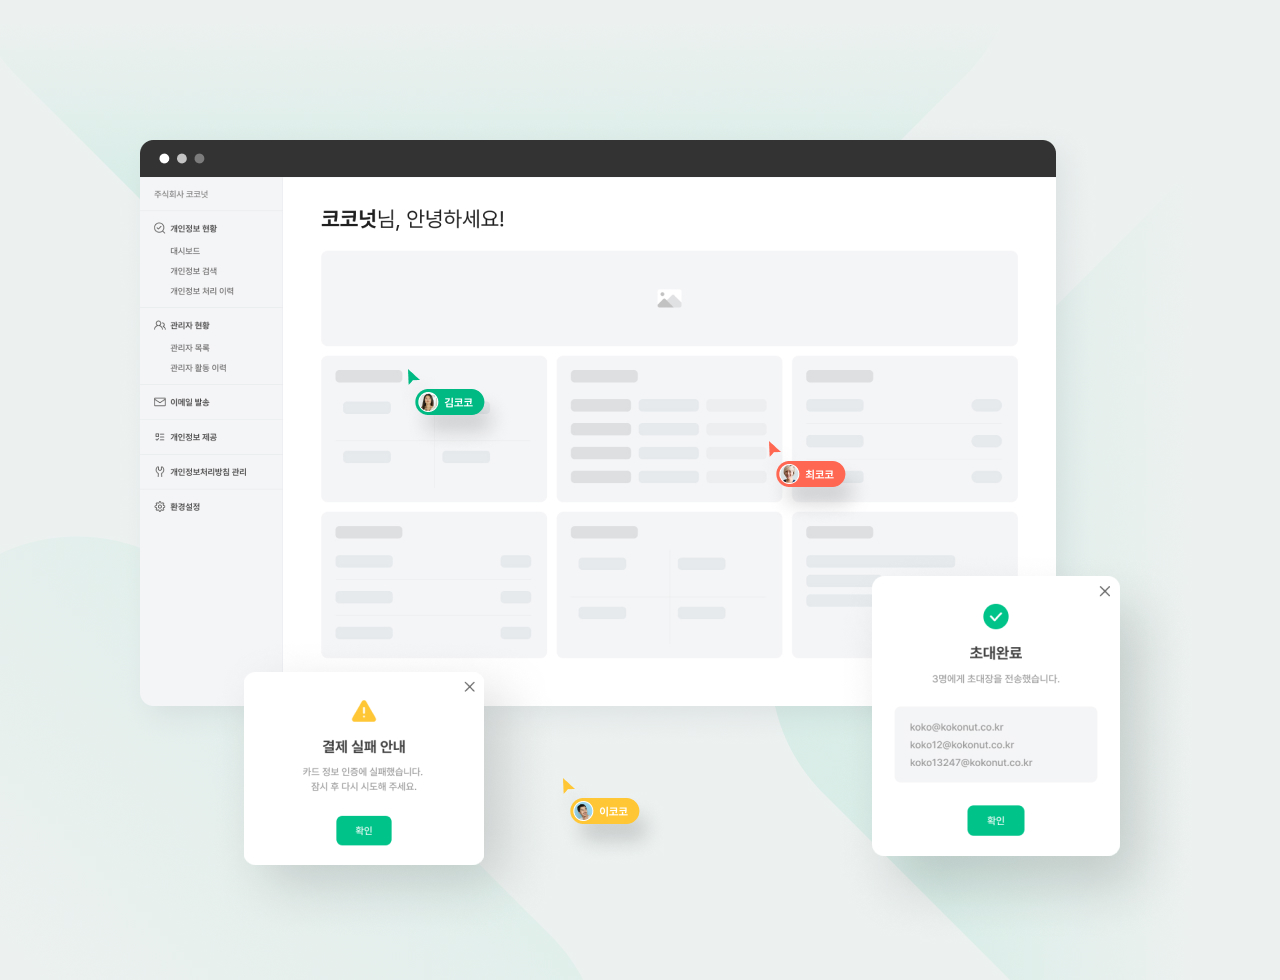 주식회사 코코넛
개인정보 현황
대시보드
개인정보 검색
개인정보 처리 이력
관리자 현황
관리자 목록
관리자 활동 이력
이메일 발송
개인정보 제공
개인정보처리방침 관리
환경설정
코코넛님, 안녕하세요!
김코코
최코코
이코코
결제 실패 안내
카드 정보 인증에 실패했습니다.
잠시 후 다시 시도해 주세요.
확인
초대완료
3명에게 초대장을 전송했습니다.
koko@kokonut.co.kr
koko12@kokonut.co.kr
koko13247@kokonut.co.kr
확인